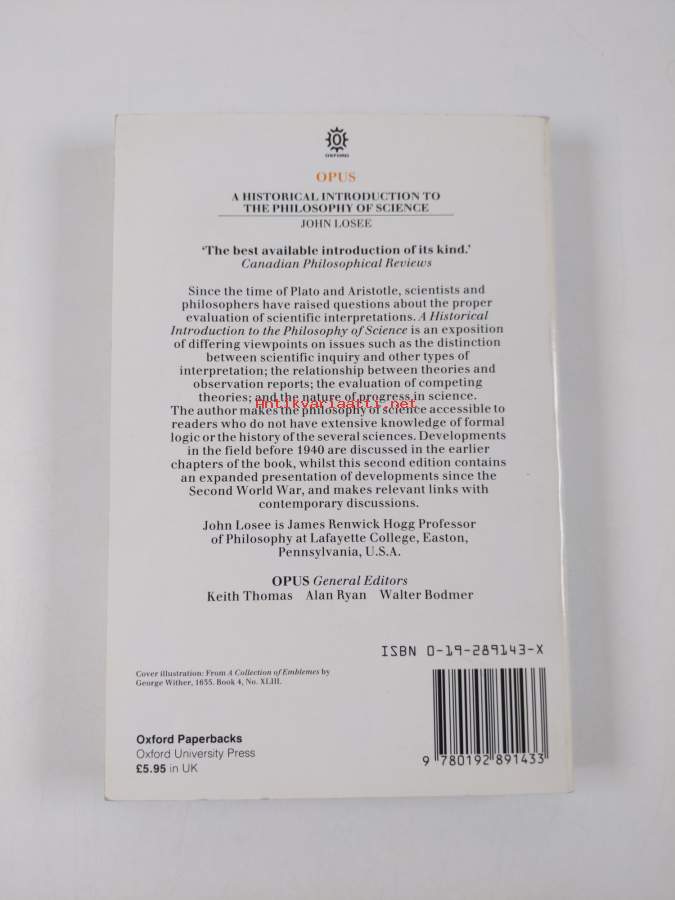 OXFORD
OPUS
A HISTORICAL INTRODUCTION TO
THE PHILOSOPHY OF SCIENCE
JOHN LOSEE
‘The best available introduction of its kind.’
Canadian Philosophical Reviews
Since the time of Plato and Aristotle, scientists and
philosophers have raised questions about the proper
evaluation of scientific interpretations. A Historical
Introduction to the Philosophy of Science is an exposition
of differing viewpoints on issues such as the distinction
between scientific inquiry and other types of
interpretation; the relationship between theories and
observation reports; the evaluation of competing
theories; and the nature of progress in science.
Antikvariaatti.net
The author makes the philosophy of science accessible to
readers who do not have extensive knowledge of formal
logic or the history of the several sciences. Developments
in the field before 1940 are discussed in the earlier
chapters of the book, whilst this second edition contains
an expanded presentation of developments since the
Second World War, and makes relevant links with
contemporary discussions.
John Losee is James Renwick Hogg Professor
of Philosophy at Lafayette College, Easton,
Pennsylvania, U.S.A.
OPUS General Editors
Keith Thomas Alan Ryan Walter Bodmer
ISBN 0-19-289143-X
Cover illustration: From A Collection of Emblemes by
George Wither, 1635. Book 4, No. XLIII.
Oxford Paperbacks
Oxford University Press
£5.95 in UK
9 780192 891433